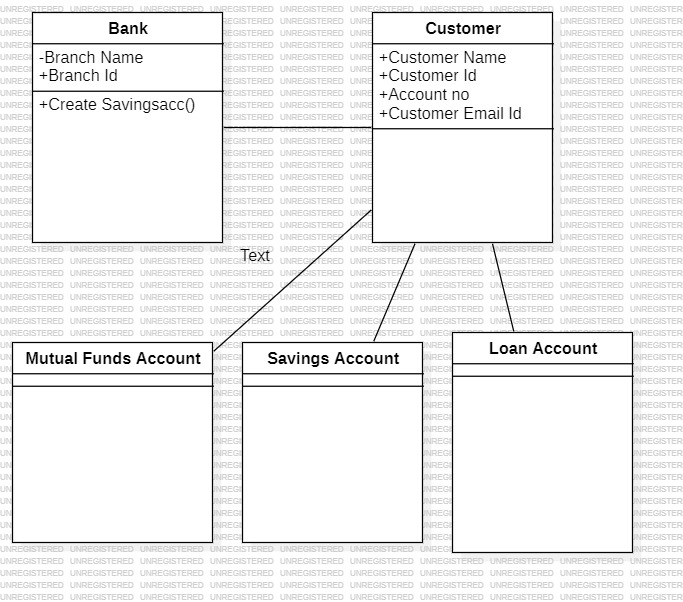 Bank
-Branch Name
+Branch Id
+Create Savingsacc()
Customer
+Customer Name
+Customer Id
+Account no
+Customer Email Id
Text
Mutual Funds Account
Savings Account
Loan Account
UNREGISTERED